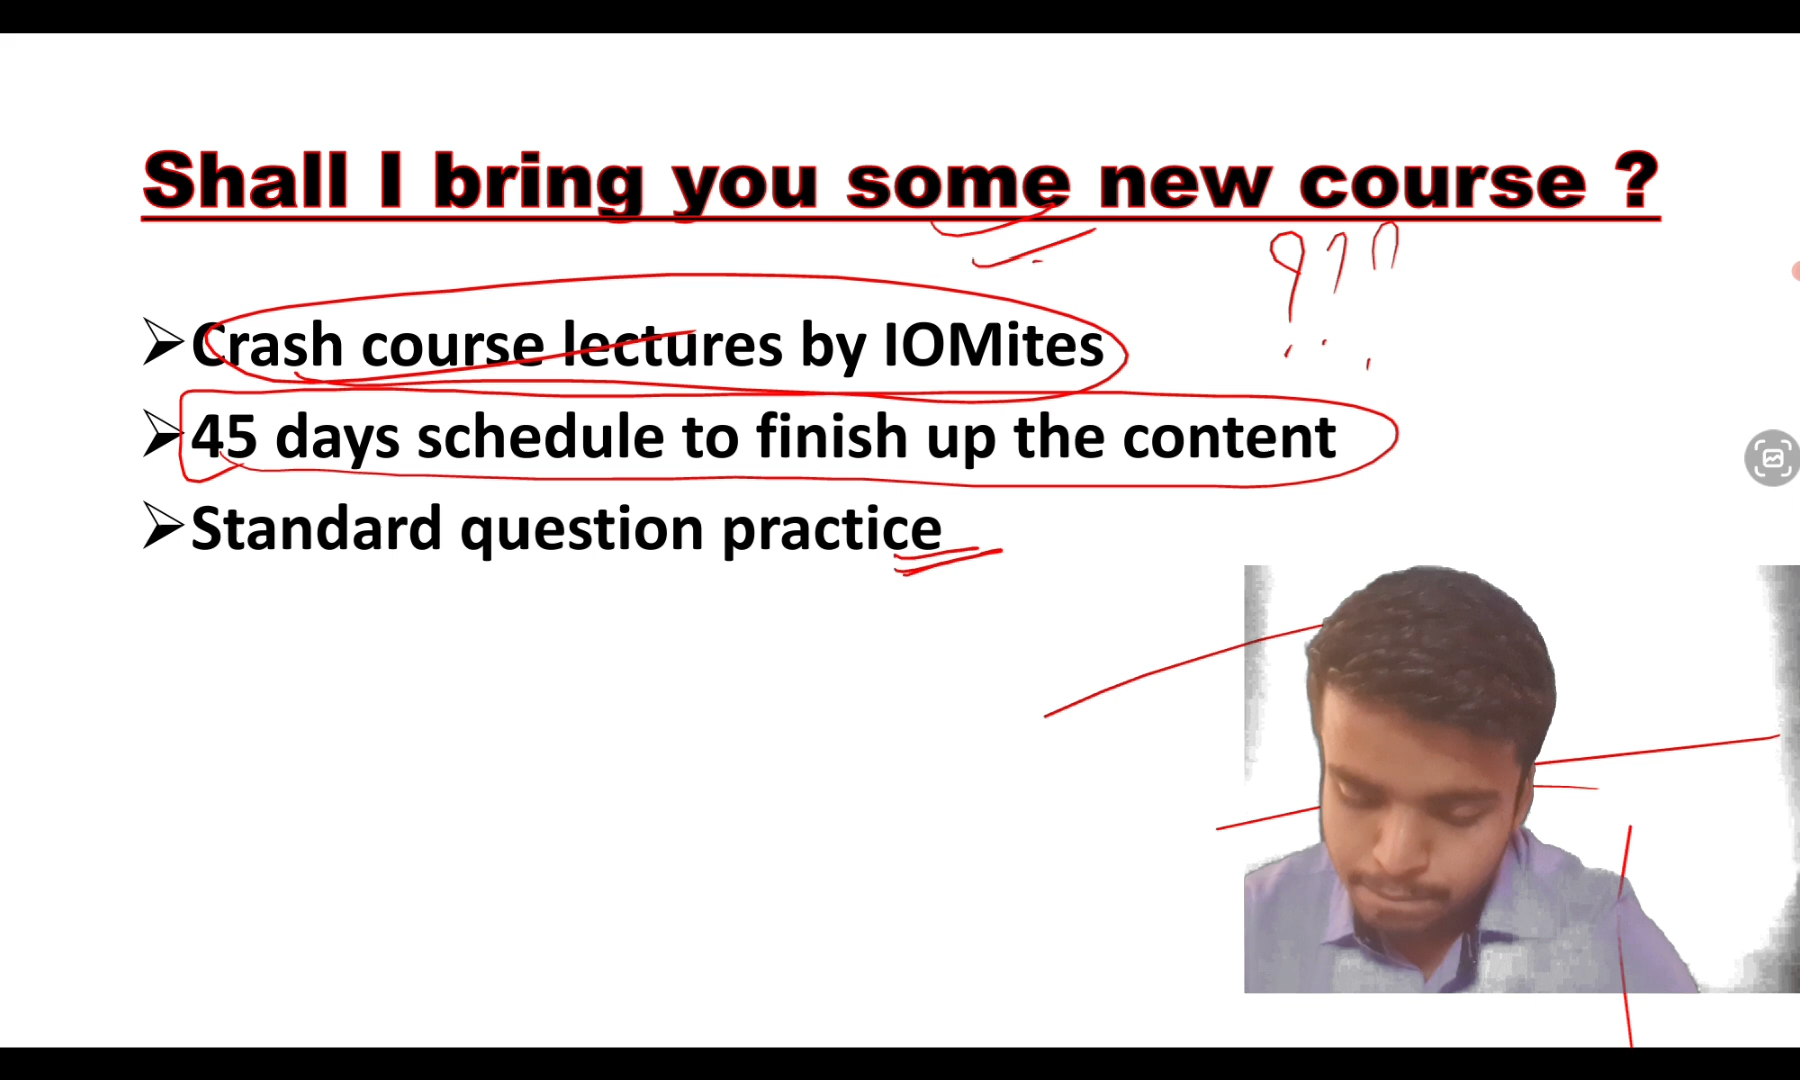 Shall I bring you some new course ?
???
Crash course lectures by IOMites
45 days schedule to finish up the content
Standard question practice